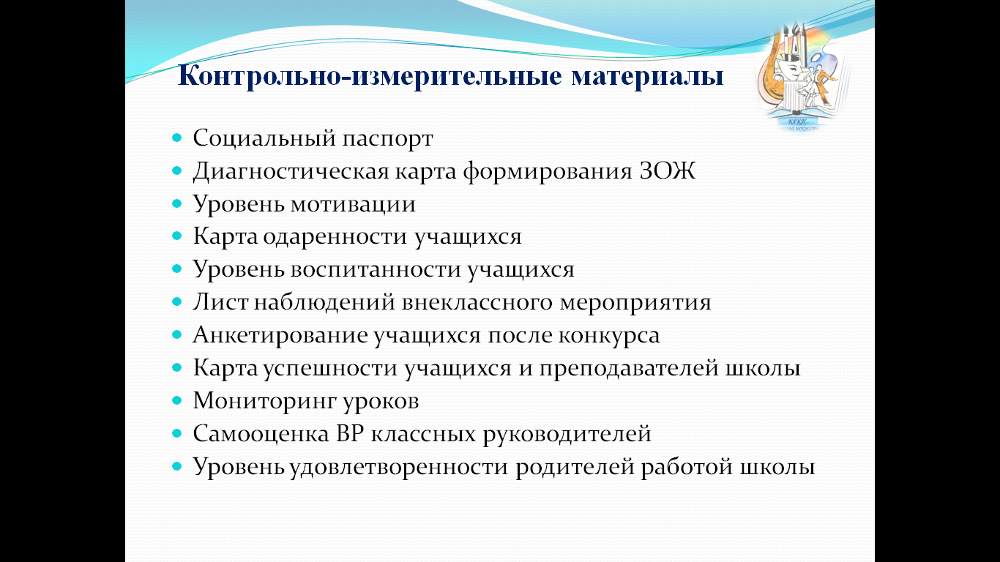 Контрольно-измерительные материалы
Социальный паспорт
Диагностическая карта формирования ЗОЖ
Уровень мотивации
Карта одаренности учащихся
Уровень воспитанности учащихся
Лист наблюдений внеклассного мероприятия
Анкетирование учащихся после конкурса
Карта успешности учащихся и преподавателей школы
Мониторинг уроков
Самооценка ВР классных руководителей
Уровень удовлетворенности родителей работой школы
КГКП